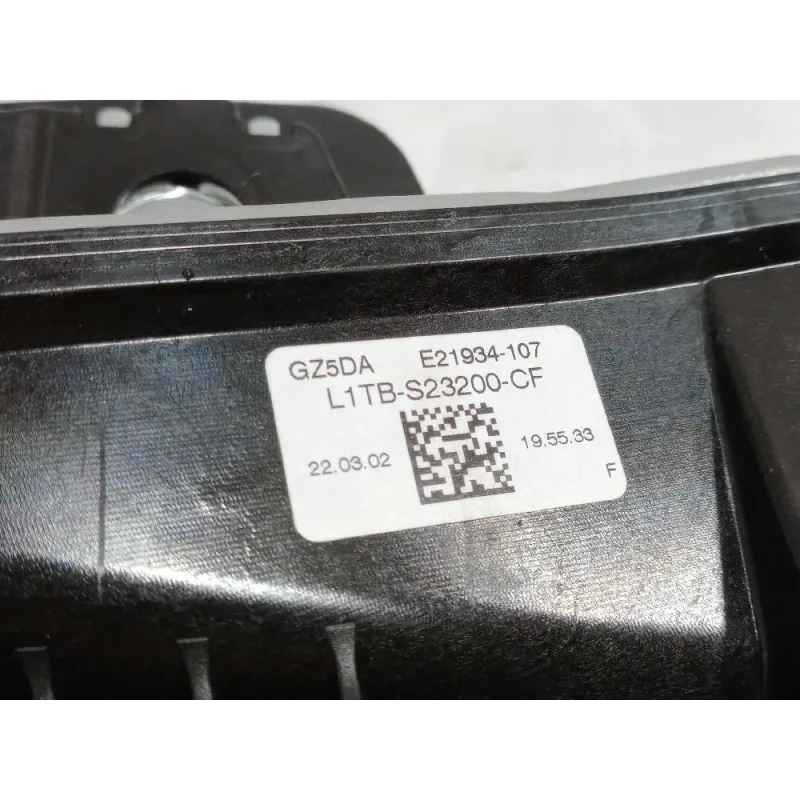 GZ5DA E21934-107
L1TB-S23200-CF
22.03.02 19.55.33
F